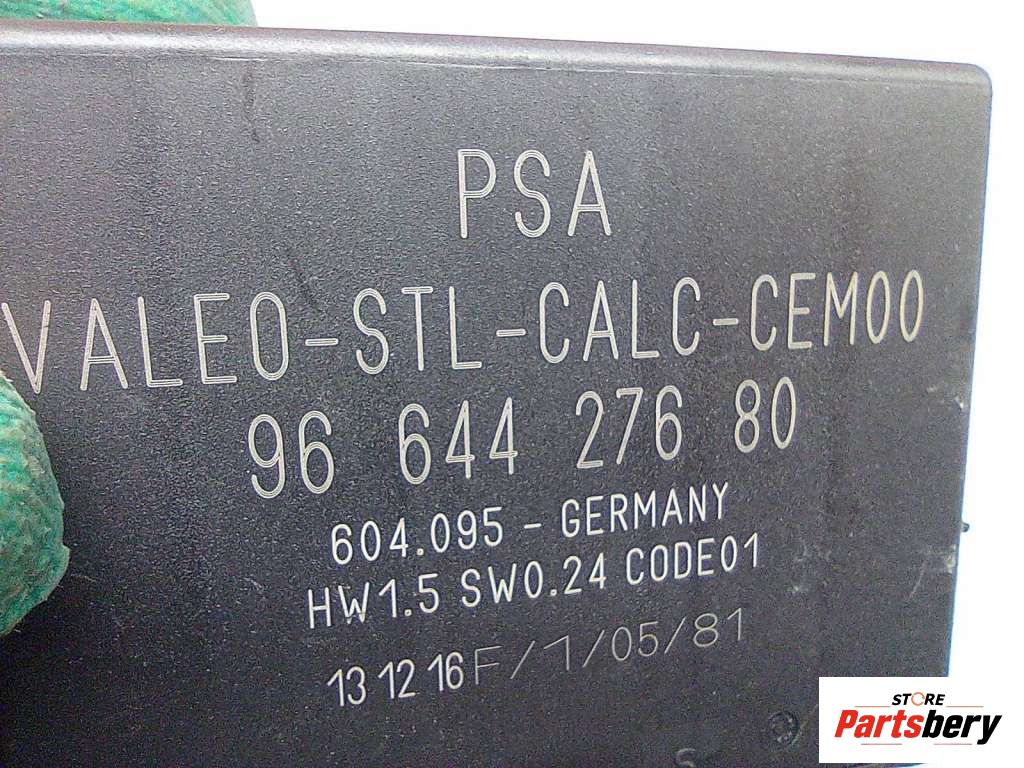 PSA
VALEO-STL-CALC-CEM00
96 644 276 80
604.095 - GERMANY
HW1.5 SW0.24 CODE01
13 12 16F/1/05/81
S
STORE
Partsbery